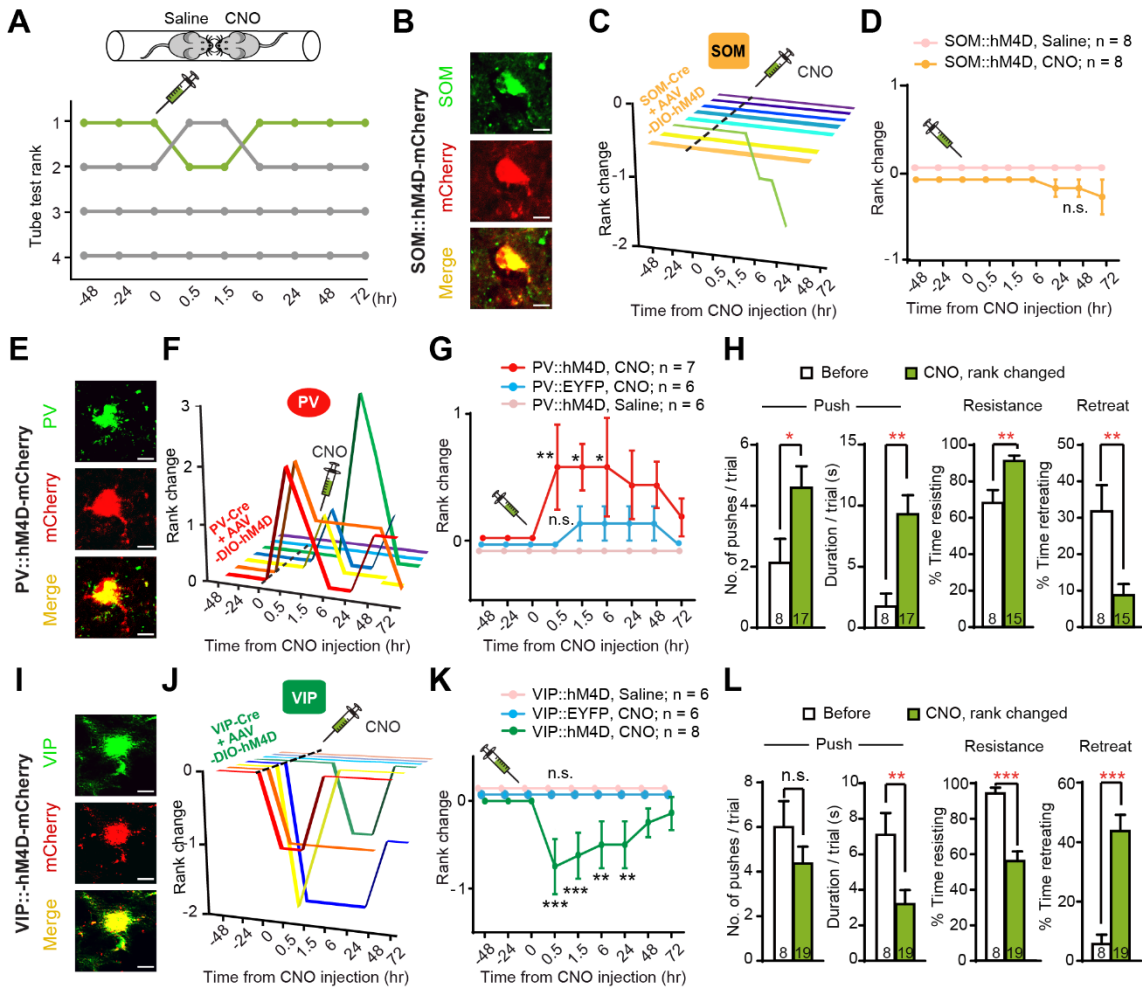 A
Saline CNO
Tube test rank
1
2
3
4
-48 -24 0 0.5 1.5 6 24 48 72 (hr)
B
SOM::hM4D-mCherry
SOM
mCherry
Merge
C
SOM
CNO
SOM-Cre
+ AAV
-DIO-hM4D
Rank change
0
-1
-2
-48 -24 0 0.5 1.5 6 24 48 72
Time from CNO injection (hr)
D
SOM::hM4D, Saline; n = 8
SOM::hM4D, CNO; n = 8
Rank change
1
0
-1
n.s.
-48 -24 0 0.5 1.5 6 24 48 72
Time from CNO injection (hr)
E
PV::hM4D-mCherry
PV
mCherry
Merge
F
PV
CNO
PV-Cre
+ AAV
-DIO-hM4D
Rank change
3
2
1
0
-48 -24 0 0.5 1.5 6 24 48 72
Time from CNO injection (hr)
G
PV::hM4D, CNO; n = 7
PV::EYFP, CNO; n = 6
PV::hM4D, Saline; n = 6
Rank change
1
0
** * *
n.s.
-48 -24 0 0.5 1.5 6 24 48 72
Time from CNO injection (hr)
H
Before CNO, rank changed
Push Resistance Retreat
No. of pushes / trial
6
4
2
0
*
8 17
Duration / trial (s)
15
10
5
0
**
8 17
% Time resisting
100
80
60
40
20
0
**
8 15
% Time retreating
50
40
30
20
10
0
**
8 15
I
VIP::-hM4D-mCherry
VIP
mCherry
Merge
J
VIP
CNO
VIP-Cre
+ AAV
-DIO-hM4D
Rank change
0
-1
-2
-48 -24 0 0.5 1.5 6 24 48 72
Time from CNO injection (hr)
K
VIP::hM4D, Saline; n = 6
VIP::EYFP, CNO; n = 6
VIP::hM4D, CNO; n = 8
Rank change
0
-1
n.s.
*** *** ** **
-48 -24 0 0.5 1.5 6 24 48 72
Time from CNO injection (hr)
L
Before CNO, rank changed
Push Resistance Retreat
No. of pushes / trial
8
6
4
2
0
n.s.
8 19
Duration / trial (s)
10
8
6
4
2
0
**
8 19
% Time resisting
100
80
60
40
20
0
***
8 19
% Time retreating
60
40
20
0
***
8 19